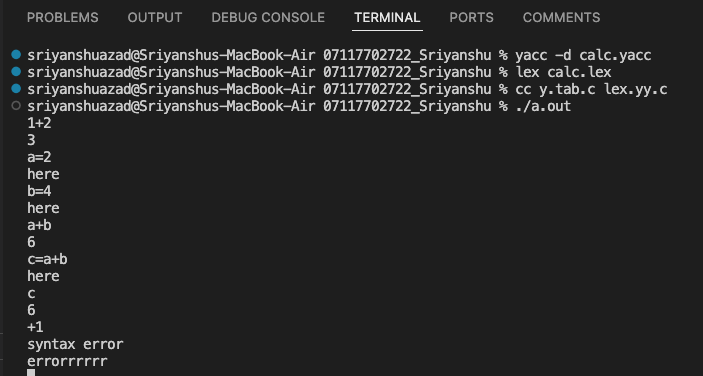 PROBLEMS OUTPUT DEBUG CONSOLE TERMINAL PORTS COMMENTS
sriyanshuazad@Sriyanshus-MacBook-Air 07117702722_Sriyanshu % yacc -d calc.yacc
sriyanshuazad@Sriyanshus-MacBook-Air 07117702722_Sriyanshu % lex calc.lex
sriyanshuazad@Sriyanshus-MacBook-Air 07117702722_Sriyanshu % cc y.tab.c lex.yy.c
sriyanshuazad@Sriyanshus-MacBook-Air 07117702722_Sriyanshu % ./a.out
1+2
3
a=2
here
b=4
here
a+b
6
c=a+b
here
c
6
+1
syntax error
errorrrrrr